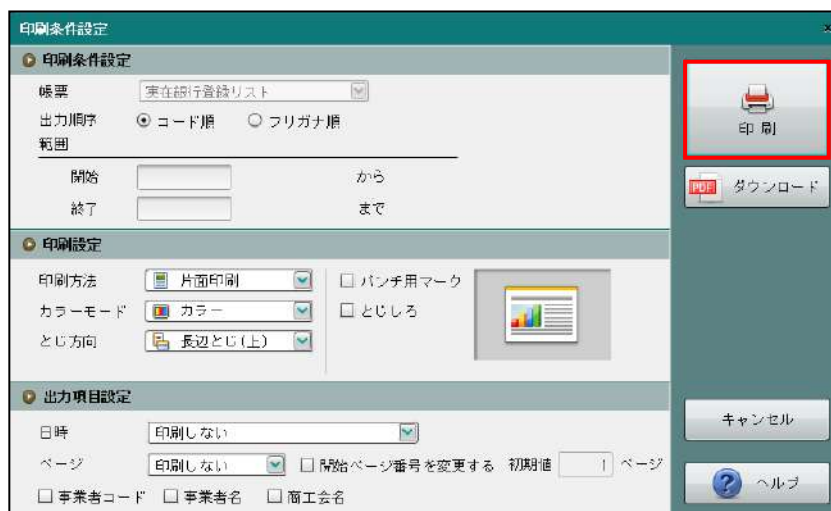 印刷条件設定
印刷条件設定
帳票 実在銀行登録リスト
出力順序 コード順 フリガナ順
範囲
開始 から
終了 まで
印刷設定
印刷方法 片面印刷 パンチ用マーク
カラーモード カラー とじしろ
とじ方向 長辺とじ(上)
出力項目設定
日時 印刷しない
ページ 印刷しない 開始ページ番号を変更する 初期値 1 ページ
事業者コード 事業者名 商工会名
印刷
PDF ダウンロード
キャンセル
? ヘルプ